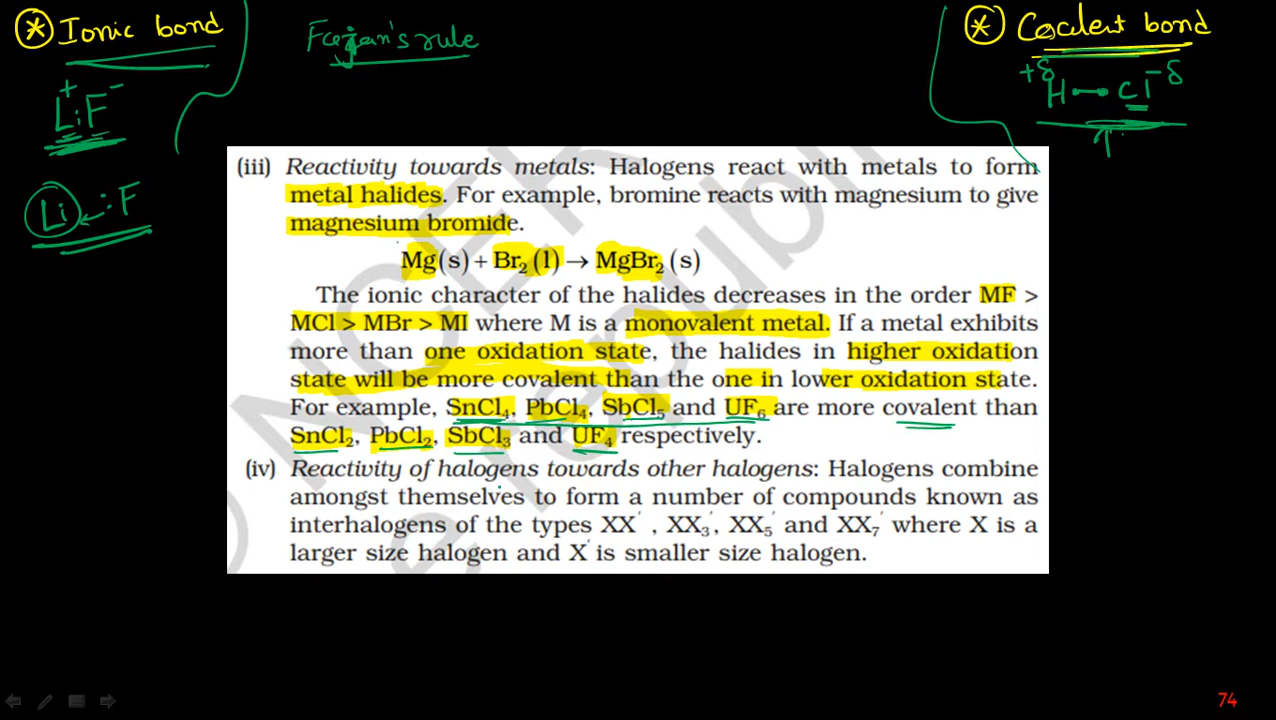 * Ionic bond
Fajan's rule
* Covalent bond
Li+F-
+δH—Cl-δ
Li ←:F
(iii) Reactivity towards metals: Halogens react with metals to form
metal halides. For example, bromine reacts with magnesium to give
magnesium bromide.
Mg(s) + Br₂(l) → MgBr₂(s)
The ionic character of the halides decreases in the order MF >
MCl > MBr > MI where M is a monovalent metal. If a metal exhibits
more than one oxidation state, the halides in higher oxidation
state will be more covalent than the one in lower oxidation state.
For example, SnCl₄, PbCl₄, SbCl₅ and UF₆ are more covalent than
SnCl₂, PbCl₂, SbCl₃ and UF₄ respectively.
(iv) Reactivity of halogens towards other halogens: Halogens combine
amongst themselves to form a number of compounds known as
interhalogens of the types XX′, XX₃′, XX₅′ and XX₇′ where X is a
larger size halogen and X′ is smaller size halogen.
74